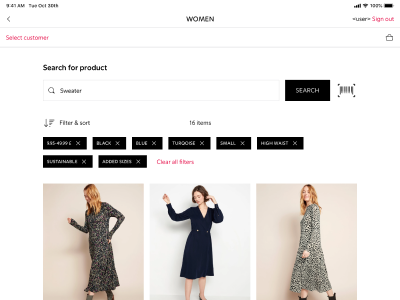 9:41 AM Tue Oct 30th 100%
WOMEN
<user> Sign out
Select customer
Search for product
Sweater
SEARCH
Filter & sort
16 items
$95-4999 £
BLACK
BLUE
TURQOISE
SMALL,
HIGH WAIST
SUSTAINABLE
ADDED SIZES
Clear all filters